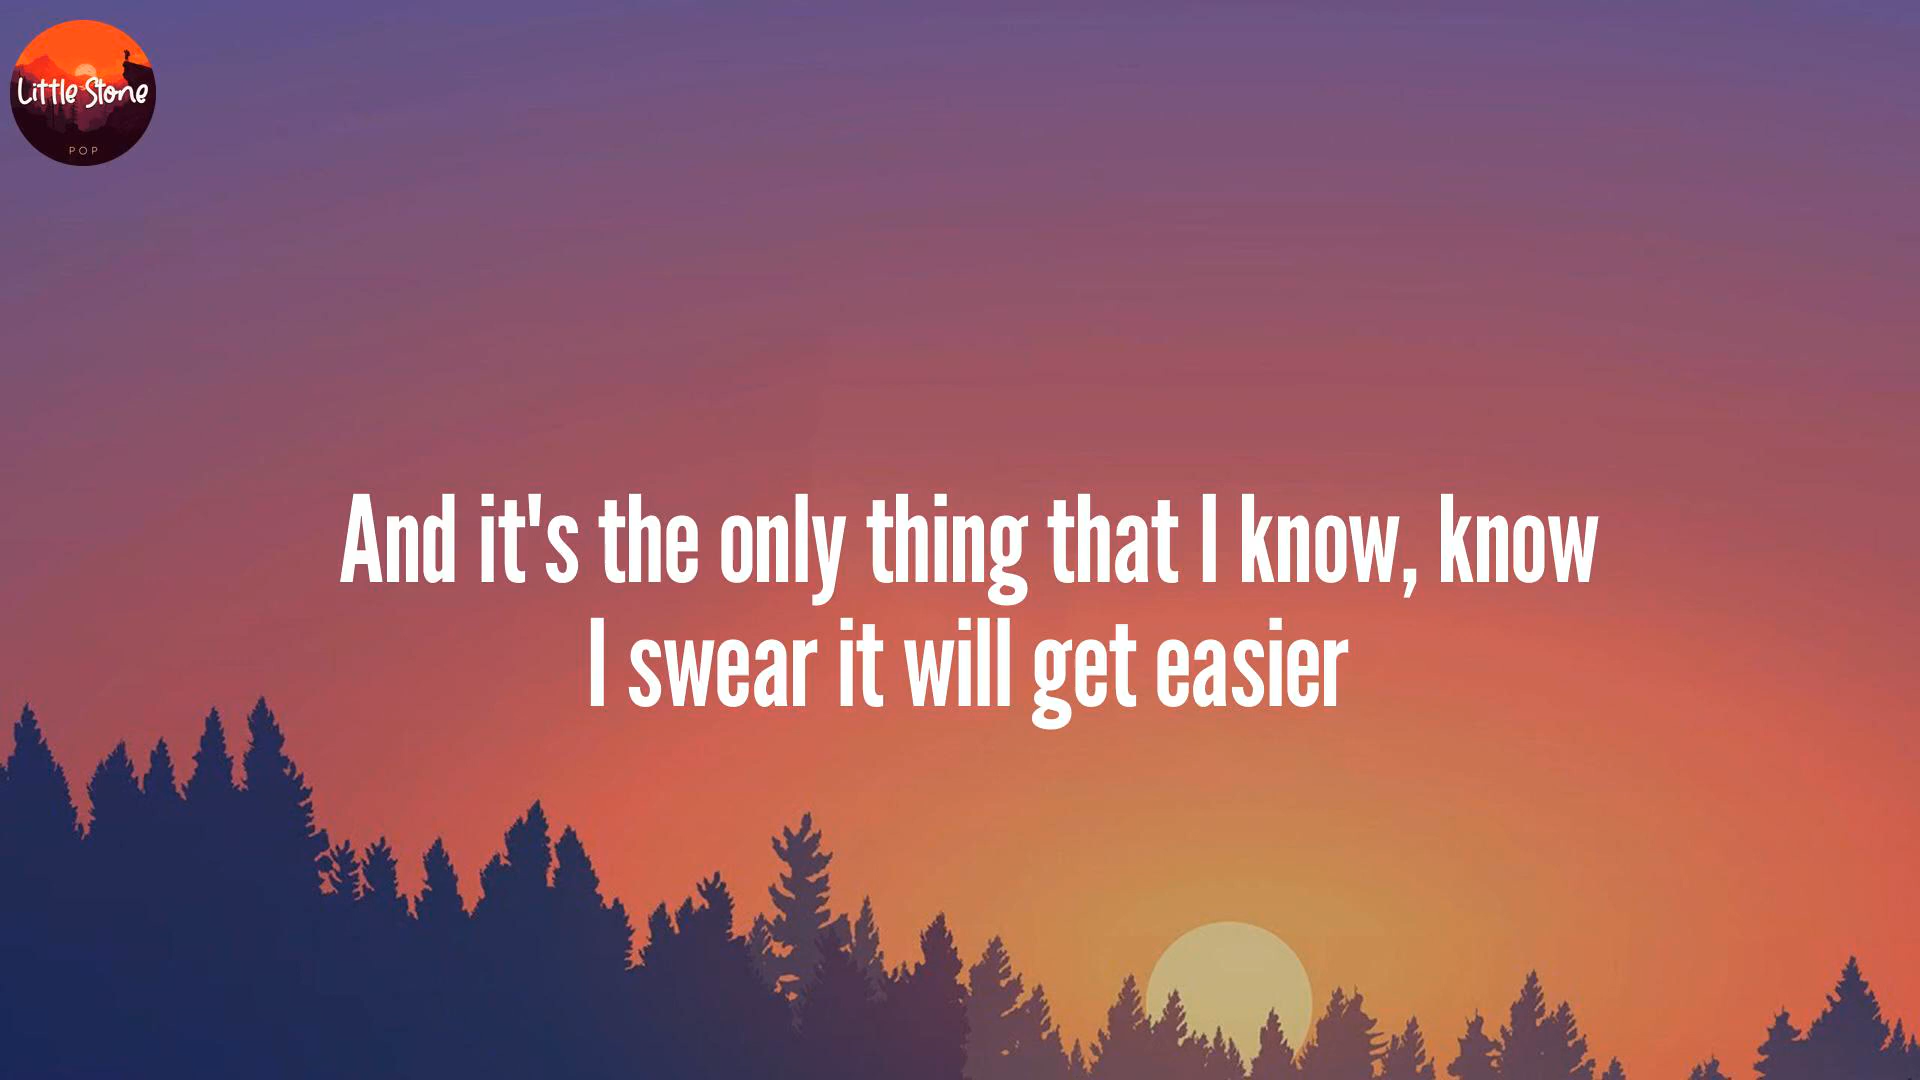 Little Stone
POP
And it's the only thing that I know, know
I swear it will get easier